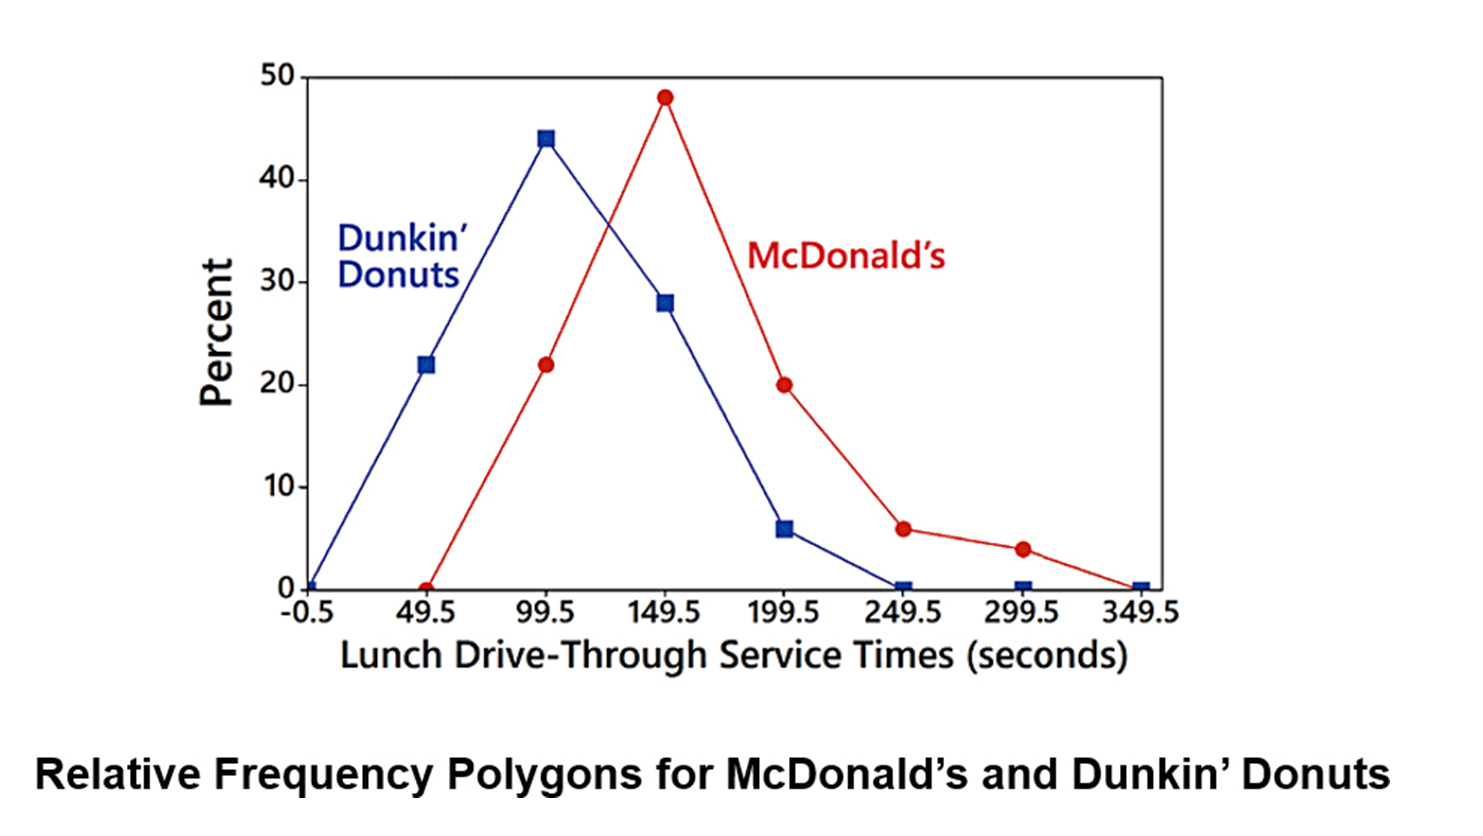 50
40
30
20
10
0
Percent
Dunkin’
Donuts
McDonald’s
-0.5 49.5 99.5 149.5 199.5 249.5 299.5 349.5
Lunch Drive-Through Service Times (seconds)
Relative Frequency Polygons for McDonald’s and Dunkin’ Donuts